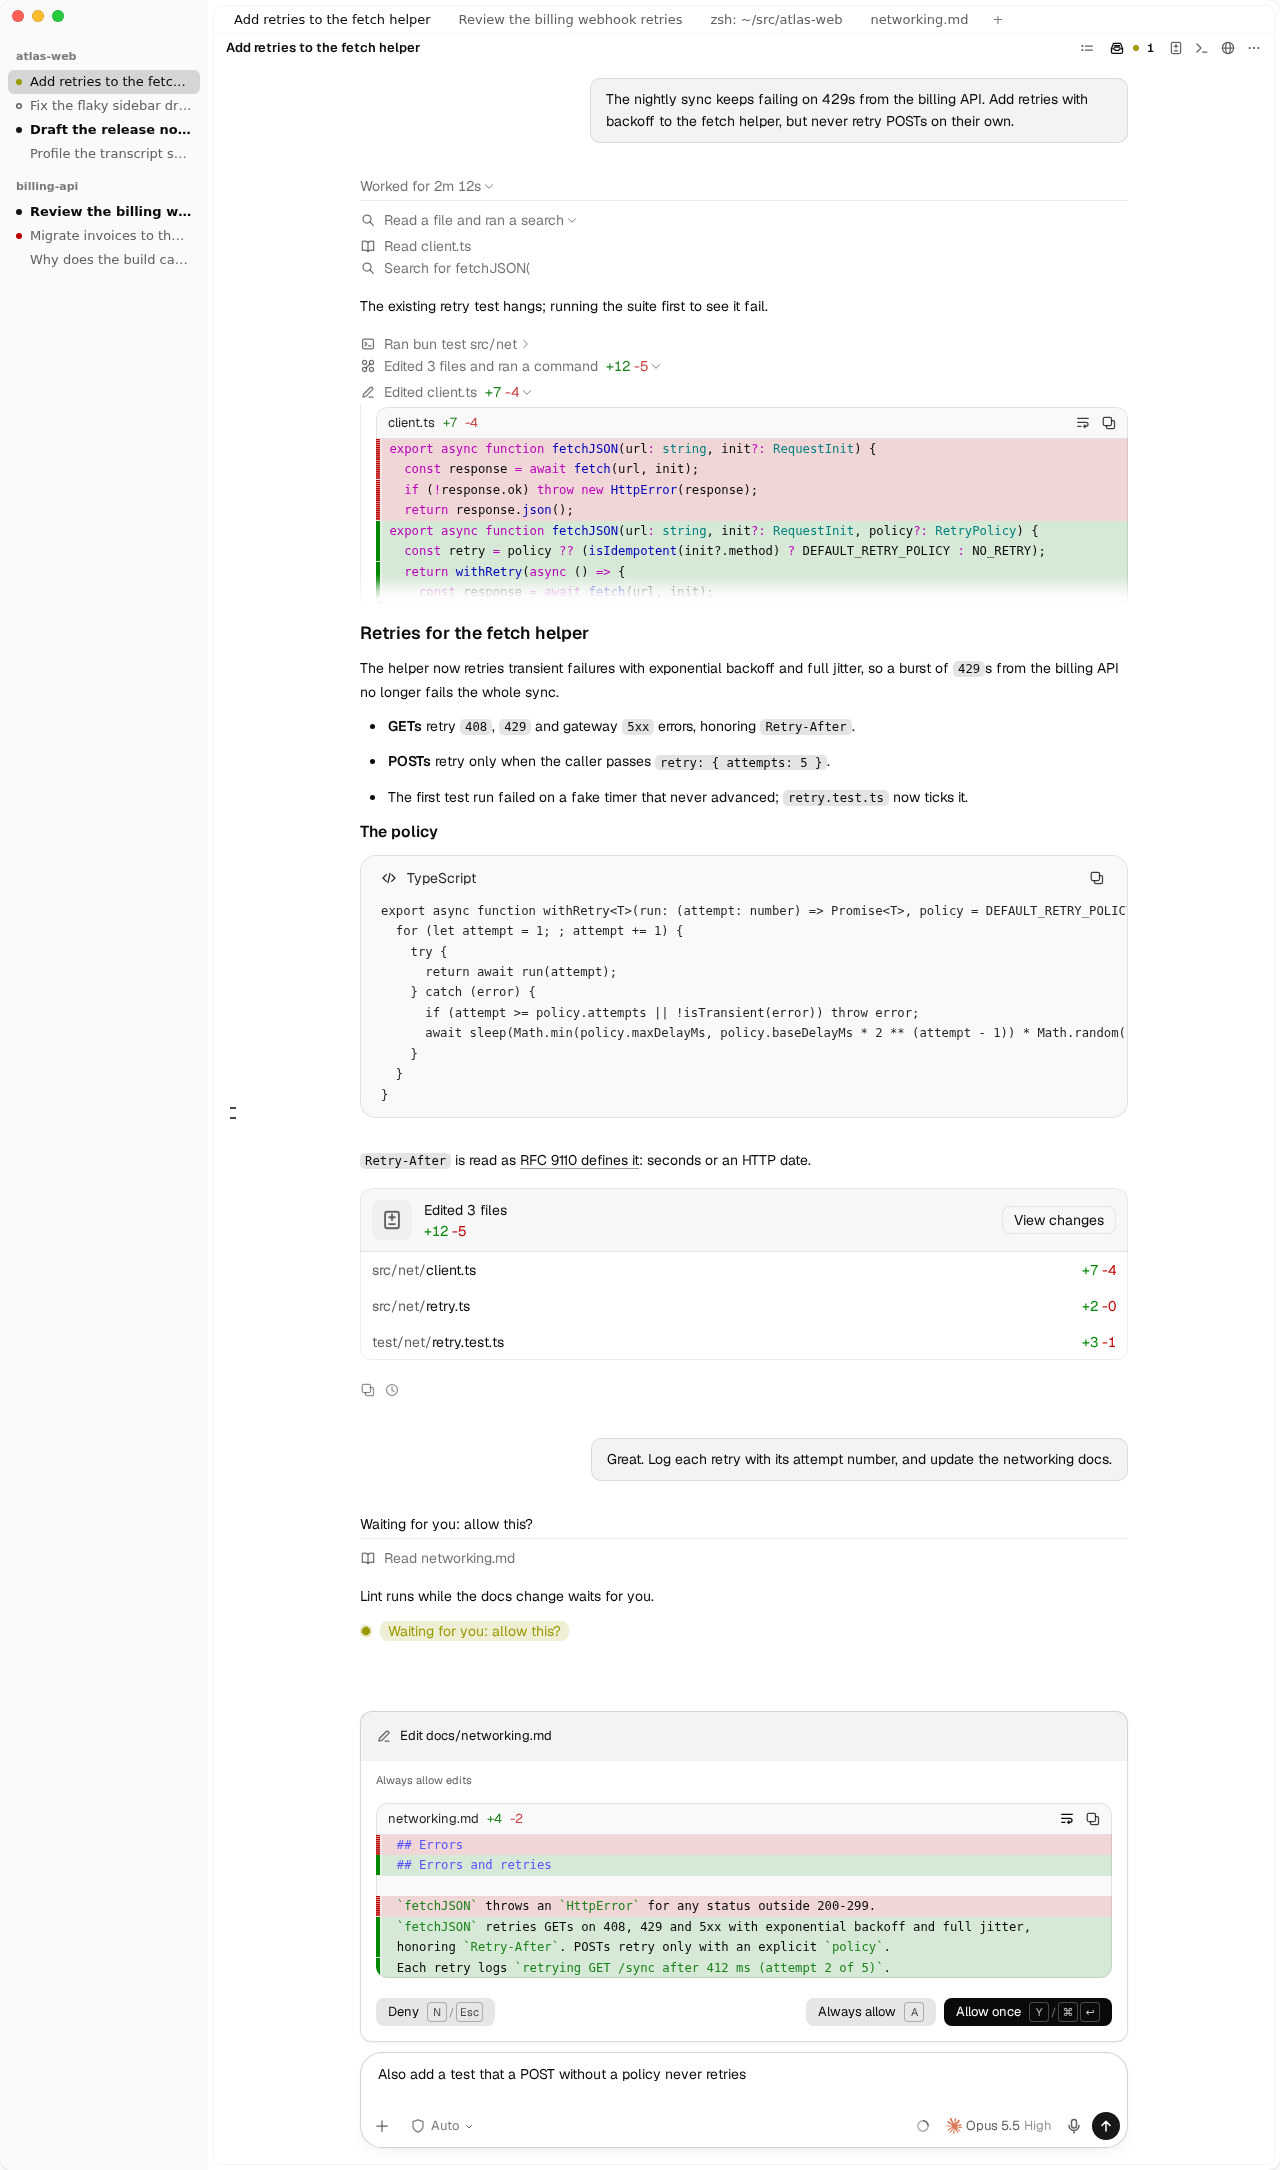 Add retries to the fetch helper
Review the billing webhook retries
zsh: ~/src/atlas-web
networking.md
+
atlas-web
Add retries to the fetc...
Fix the flaky sidebar dr...
Draft the release no...
Profile the transcript s...
billing-api
Review the billing w...
Migrate invoices to th...
Why does the build ca...
Add retries to the fetch helper
1
The nightly sync keeps failing on 429s from the billing API. Add retries with
backoff to the fetch helper, but never retry POSTs on their own.
Worked for 2m 12s
Read a file and ran a search
Read client.ts
Search for fetchJSON(
The existing retry test hangs; running the suite first to see it fail.
Ran bun test src/net
Edited 3 files and ran a command +12 -5
Edited client.ts +7 -4
client.ts +7 -4
export async function fetchJSON(url: string, init?: RequestInit) {
const response = await fetch(url, init);
if (!response.ok) throw new HttpError(response);
return response.json();
export async function fetchJSON(url: string, init?: RequestInit, policy?: RetryPolicy) {
const retry = policy ?? (isIdempotent(init?.method) ? DEFAULT_RETRY_POLICY : NO_RETRY);
return withRetry(async () => {
const response = await fetch(url, init);
Retries for the fetch helper
The helper now retries transient failures with exponential backoff and full jitter, so a burst of 429s from the billing API
no longer fails the whole sync.
• GETs retry 408, 429 and gateway 5xx errors, honoring Retry-After.
• POSTs retry only when the caller passes retry: { attempts: 5 }.
• The first test run failed on a fake timer that never advanced; retry.test.ts now ticks it.
The policy
TypeScript
export async function withRetry<T>(run: (attempt: number) => Promise<T>, policy = DEFAULT_RETRY_POLIC
for (let attempt = 1; ; attempt += 1) {
try {
return await run(attempt);
} catch (error) {
if (attempt >= policy.attempts || !isTransient(error)) throw error;
await sleep(Math.min(policy.maxDelayMs, policy.baseDelayMs * 2 ** (attempt - 1)) * Math.random(
}
}
}
Retry-After is read as RFC 9110 defines it: seconds or an HTTP date.
Edited 3 files
+12 -5
View changes
src/net/client.ts +7 -4
src/net/retry.ts +2 -0
test/net/retry.test.ts +3 -1
Great. Log each retry with its attempt number, and update the networking docs.
Waiting for you: allow this?
Read networking.md
Lint runs while the docs change waits for you.
Waiting for you: allow this?
Edit docs/networking.md
Always allow edits
networking.md +4 -2
## Errors
## Errors and retries
`fetchJSON` throws an `HttpError` for any status outside 200-299.
`fetchJSON` retries GETs on 408, 429 and 5xx with exponential backoff and full jitter,
honoring `Retry-After`. POSTs retry only with an explicit `policy`.
Each retry logs `retrying GET /sync after 412 ms (attempt 2 of 5)`.
Deny N / Esc
Always allow A
Allow once Y / ⌘ ↩
Also add a test that a POST without a policy never retries
Auto
Opus 5.5 High